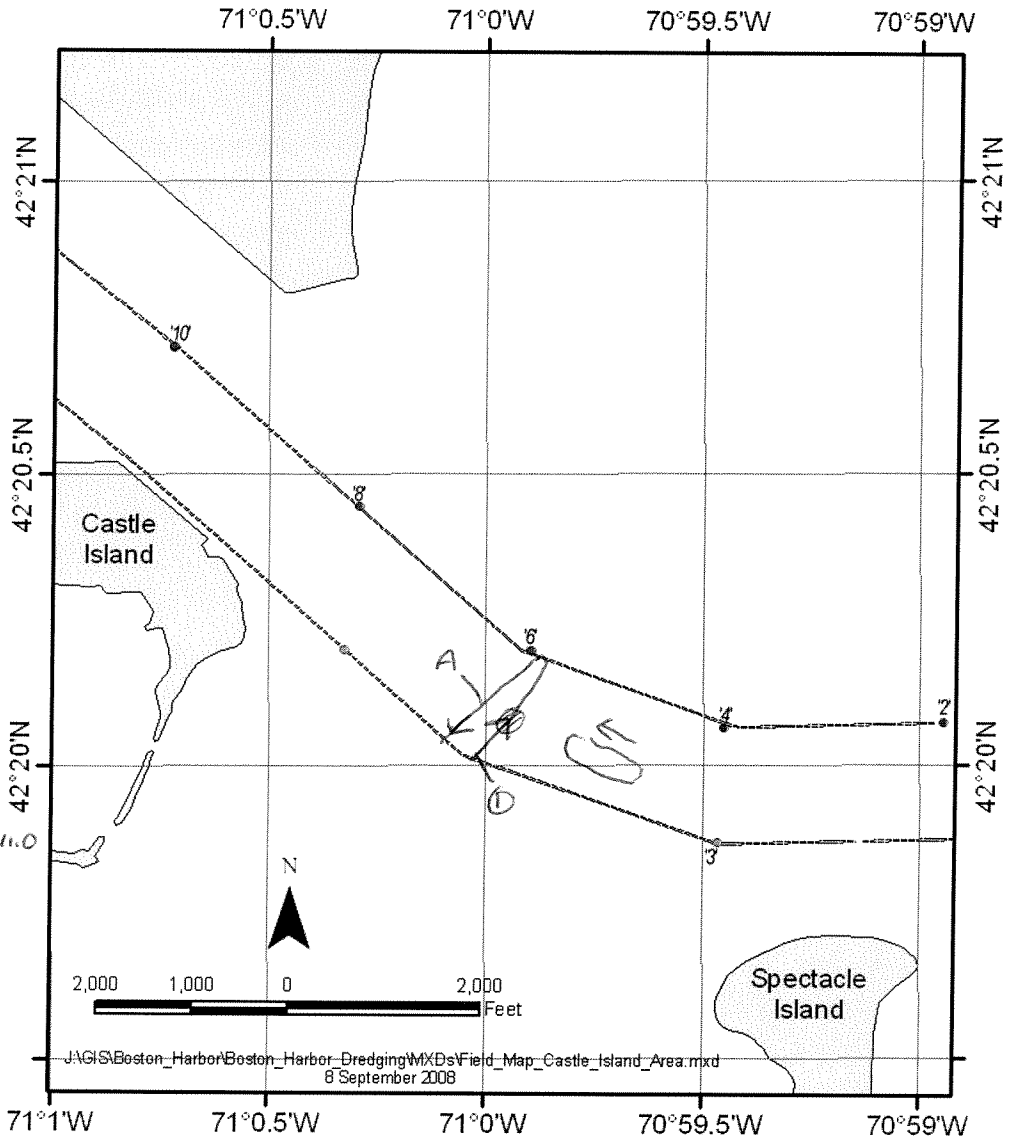 71°0.5'W 71°0'W 70°59.5'W 70°59'W
42°21'N 42°21'N
'10'
42°20.5'N 42°20.5'N
'8'
Castle
Island
'6'
A
'4' '2'
42°20'N 42°20'N
D
'3'
N
2,000 1,000 0 2,000
Feet
Spectacle
Island
J:\GIS\Boston_Harbor\Boston_Harbor_Dredging\MXDs\Field_Map_Castle_Island_Area.mxd
8 September 2008
71°1'W 71°0.5'W 71°0'W 70°59.5'W 70°59'W